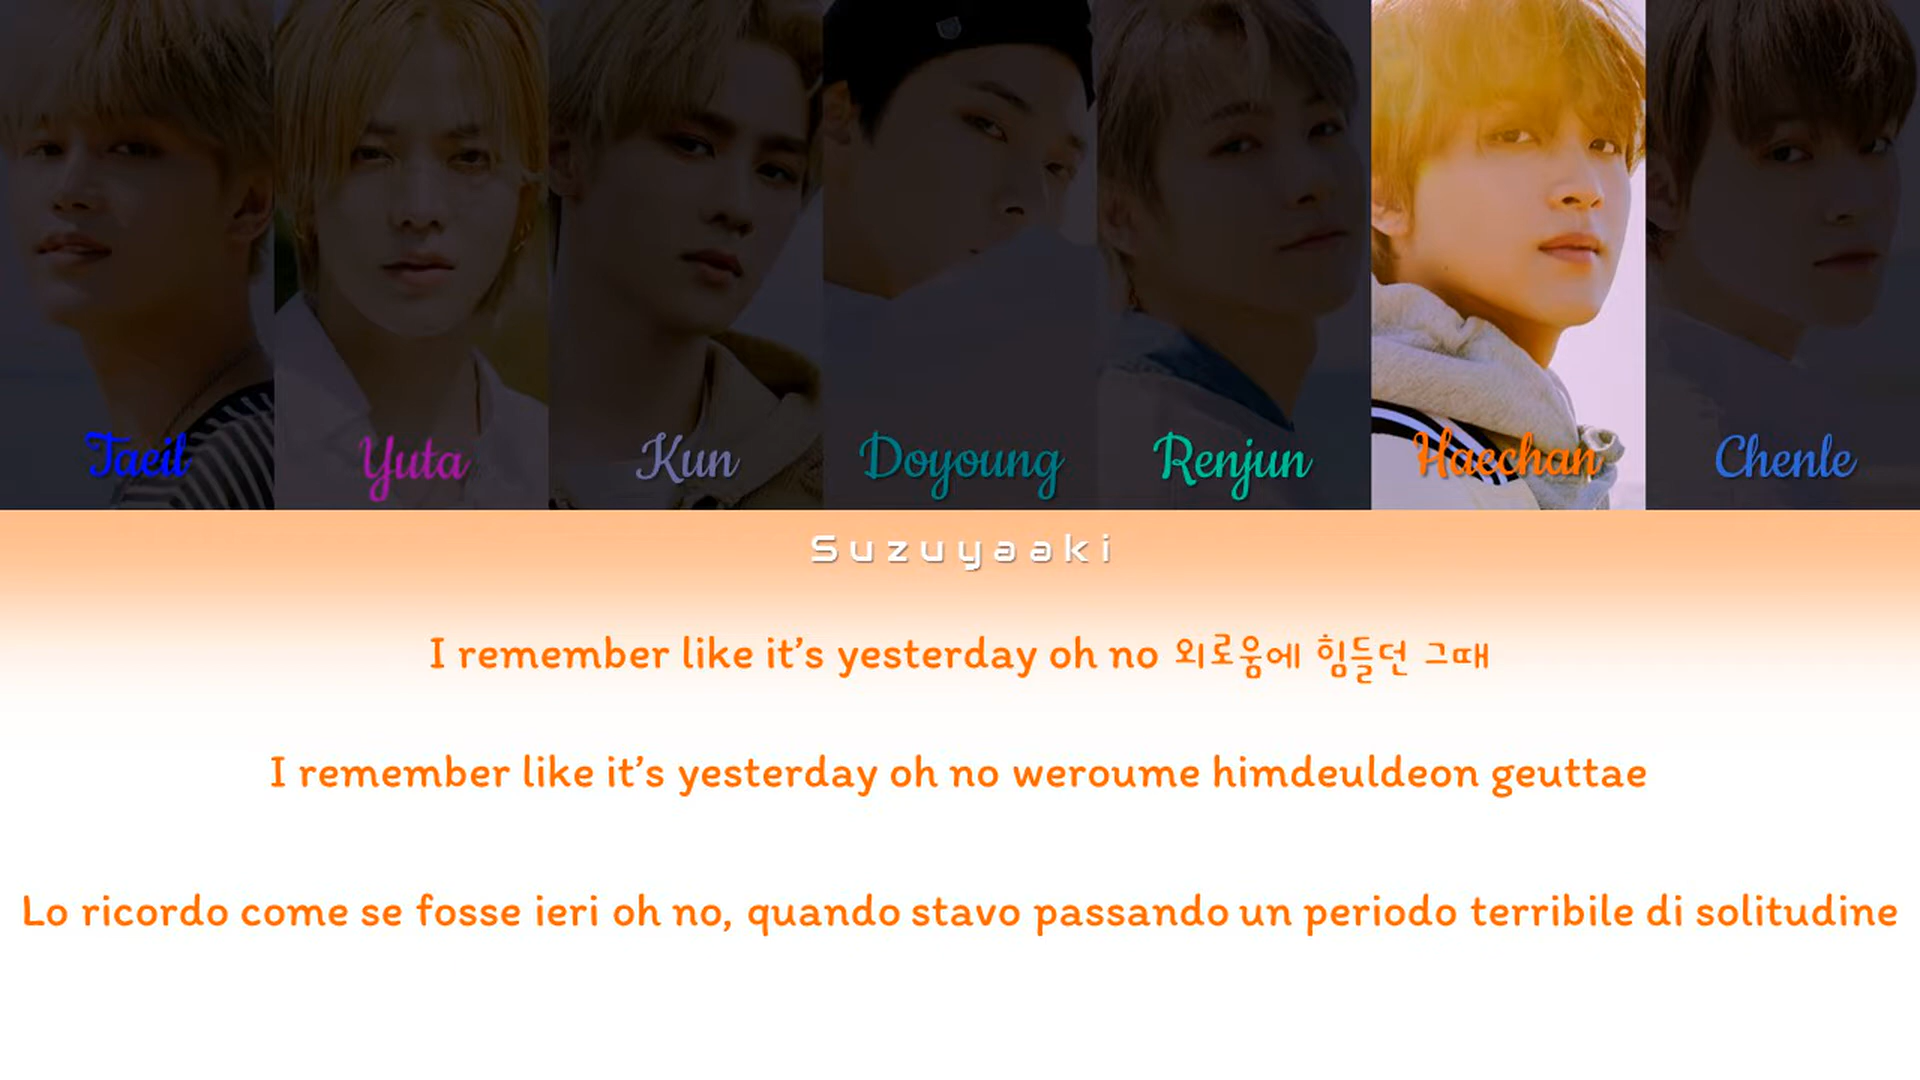 Taeil Yuta Kun Doyoung Renjun Haechan Chenle
Suzuyaaki
I remember like it's yesterday oh no 외로움에 힘들던 그때
I remember like it's yesterday oh no weroume himdeuldeon geuttae
Lo ricordo come se fosse ieri oh no, quando stavo passando un periodo terribile di solitudine